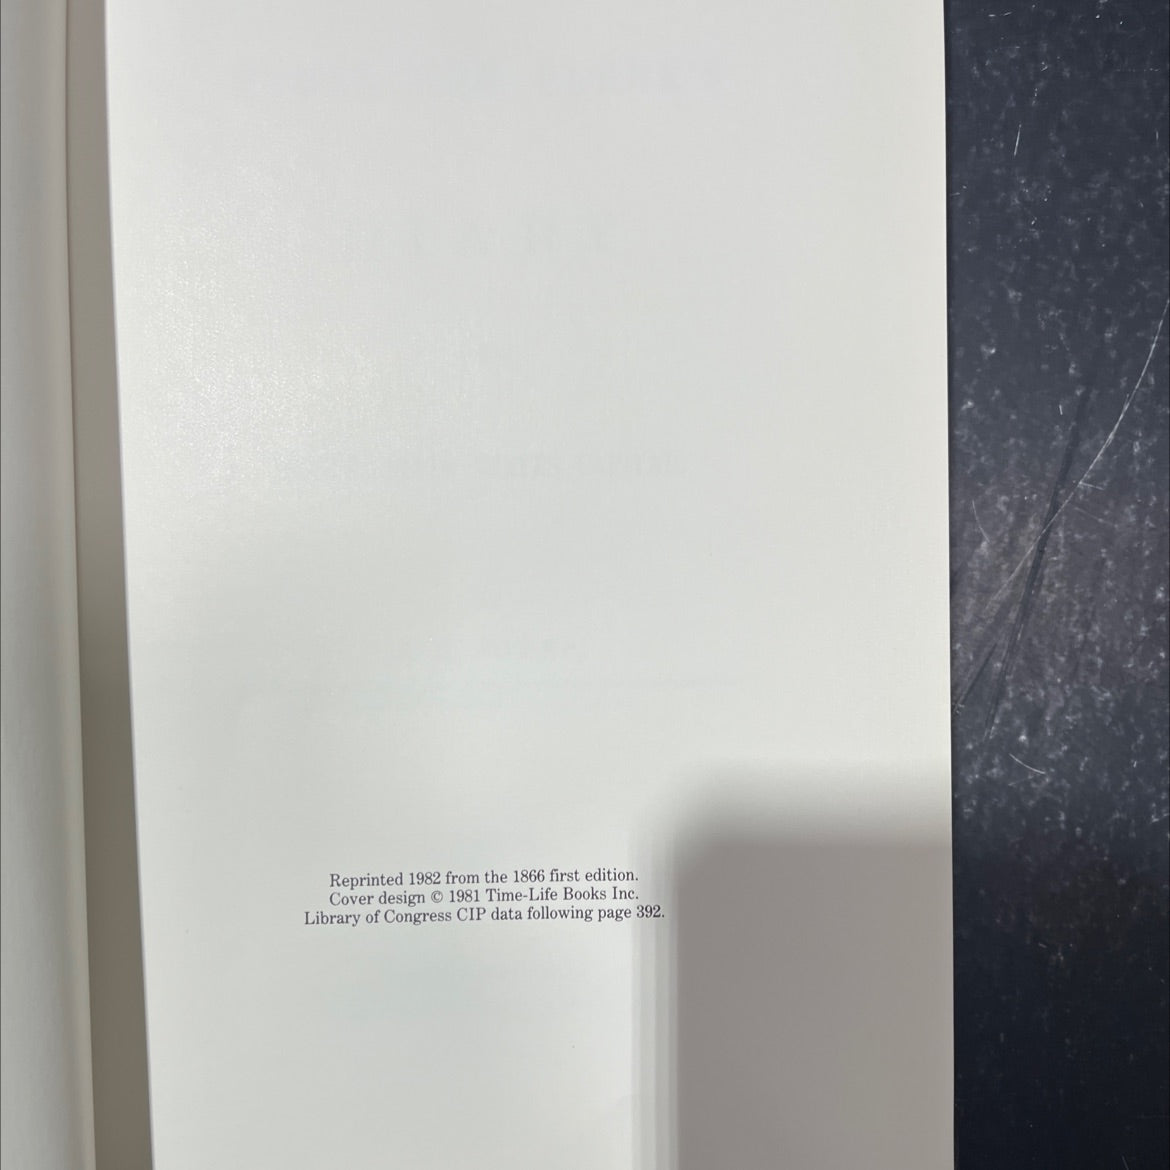 Reprinted 1982 from the 1866 first edition.
Cover design © 1981 Time-Life Books Inc.
Library of Congress CIP data following page 392.